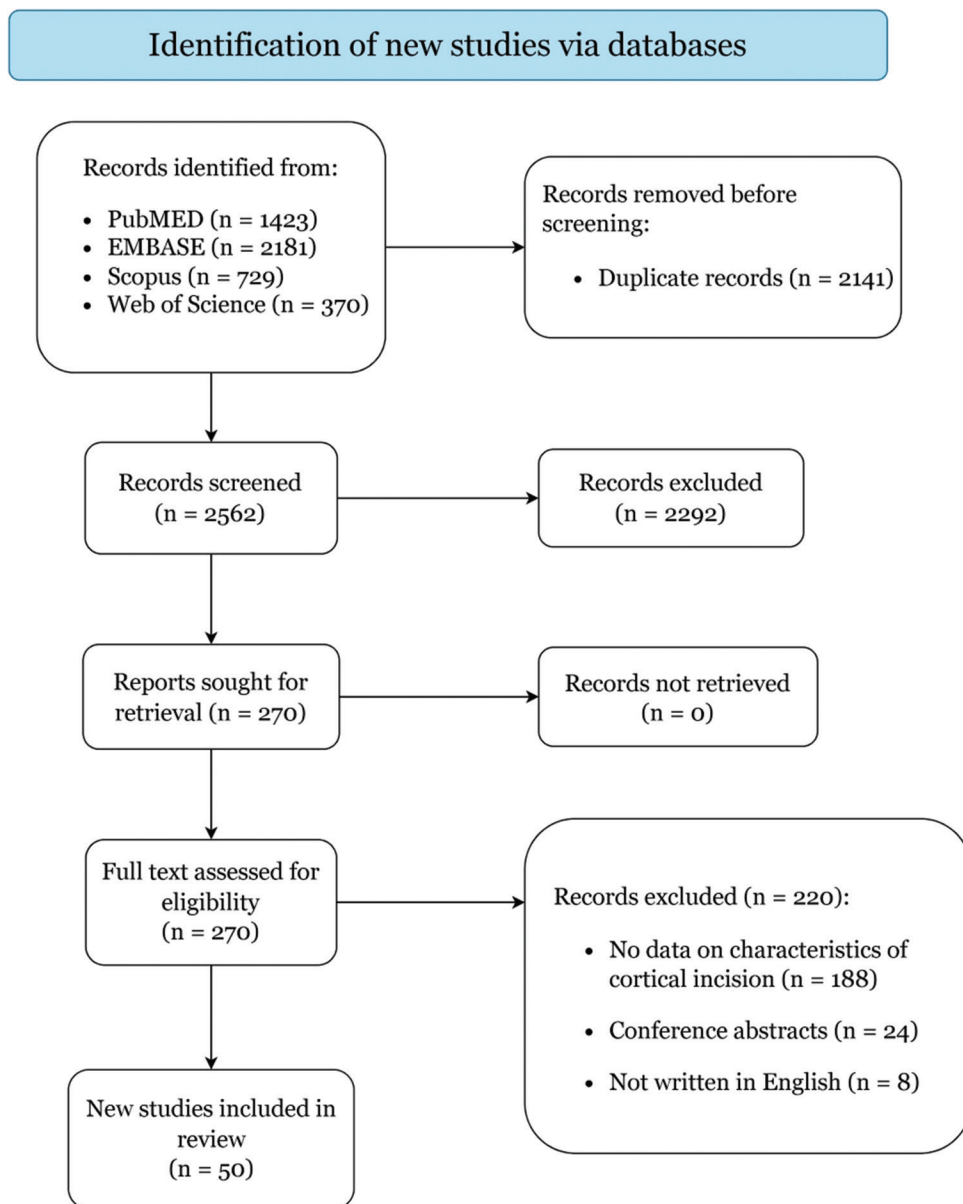 Identification of new studies via databases
Records identified from:
• PubMED (n = 1423)
• EMBASE (n = 2181)
• Scopus (n = 729)
• Web of Science (n = 370)
Records removed before
screening:
• Duplicate records (n = 2141)
Records screened
(n = 2562)
Records excluded
(n = 2292)
Reports sought for
retrieval (n = 270)
Records not retrieved
(n = 0)
Full text assessed for
eligibility
(n = 270)
Records excluded (n = 220):
• No data on characteristics of
cortical incision (n = 188)
• Conference abstracts (n = 24)
• Not written in English (n = 8)
New studies included in
review
(n = 50)